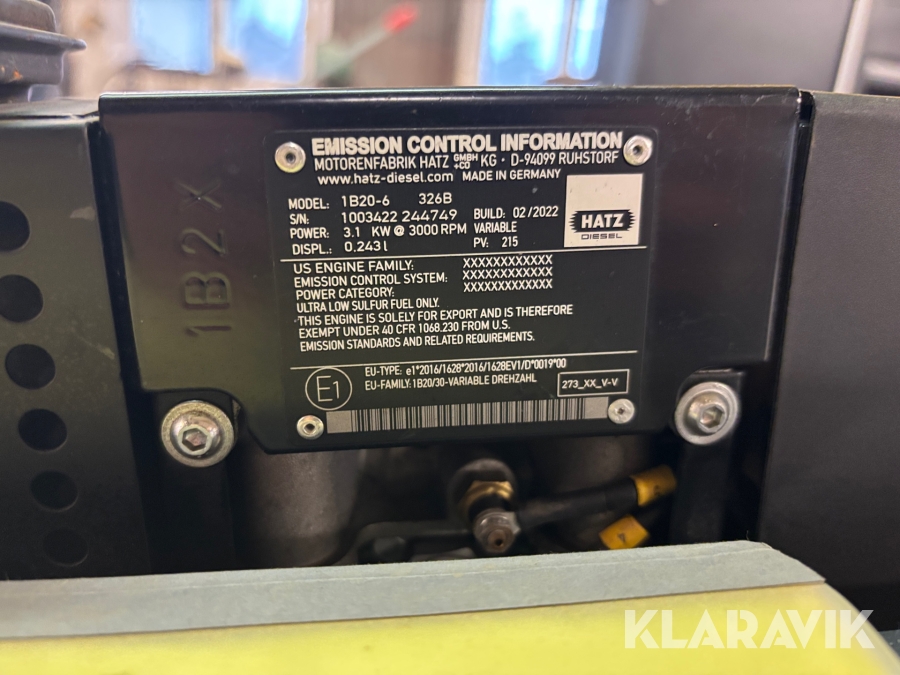 EMISSION CONTROL INFORMATION
MOTORENFABRIK HATZ GMBH +CO KG · D-94099 RUHSTORF
www.hatz-diesel.com MADE IN GERMANY
MODEL: 1B20-6 326B
S/N: 1003422 244749 BUILD: 02/2022
POWER: 3.1 KW @ 3000 RPM VARIABLE
DISPL.: 0.243 l PV: 215
HATZ
DIESEL
US ENGINE FAMILY: XXXXXXXXXXXX
EMISSION CONTROL SYSTEM: XXXXXXXXXXXX
POWER CATEGORY: XXXXXXXXXXXX
ULTRA LOW SULFUR FUEL ONLY.
THIS ENGINE IS SOLELY FOR EXPORT AND IS THEREFORE
EXEMPT UNDER 40 CFR 1068.230 FROM U.S.
EMISSION STANDARDS AND RELATED REQUIREMENTS.
E1
EU-TYPE: e1*2016/1628*2016/1628EV1/D*0019*00
EU-FAMILY: 1B20/30-VARIABLE DREHZAHL
273_XX_V-V
1B2X
KLARAVIK